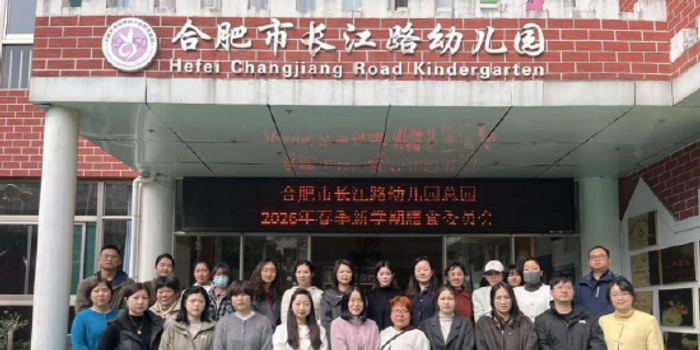 合肥市长江路幼儿园
Hefei Changjiang Road Kindergarten
合肥市长江路幼儿园总园
2026年春季新学期膳食委员会